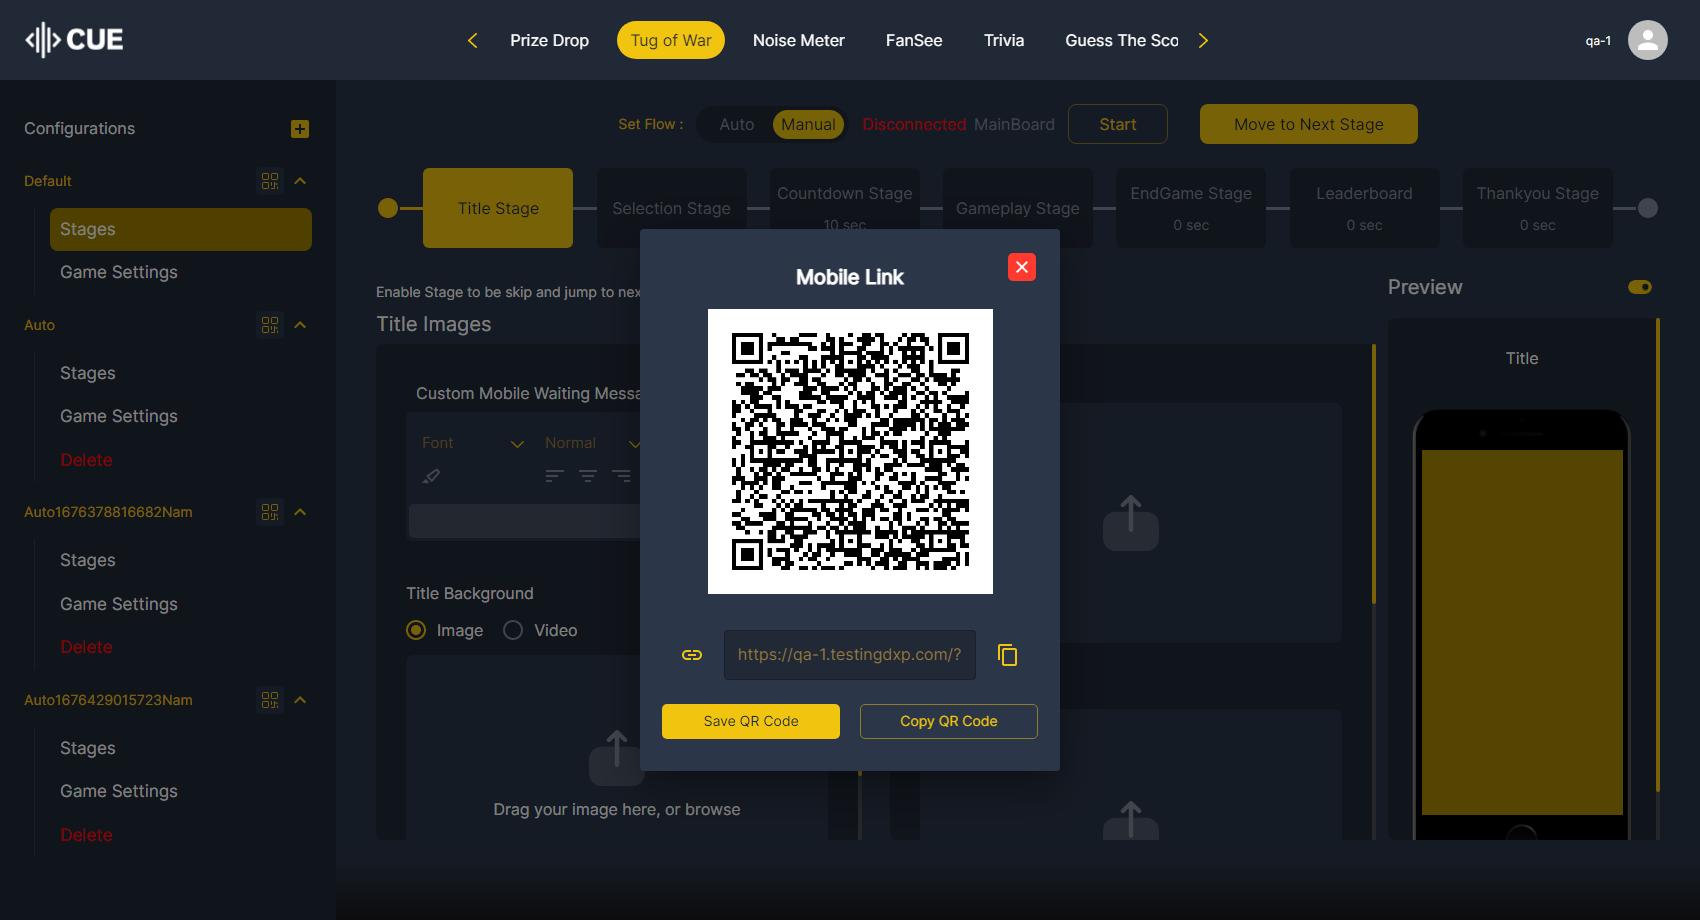 CUE
Prize Drop
Tug of War
Noise Meter
FanSee
Trivia
Guess The Sco
qa-1
Configurations
Default
Stages
Game Settings
Auto
Stages
Game Settings
Delete
Auto1676378816682Nam
Stages
Game Settings
Delete
Auto1676429015723Nam
Stages
Game Settings
Delete
Set Flow :
Auto
Manual
Disconnected MainBoard
Start
Move to Next Stage
Title Stage
Selection Stage
Countdown Stage
10 sec
Gameplay Stage
EndGame Stage
0 sec
Leaderboard
0 sec
Thankyou Stage
0 sec
Enable Stage to be skip and jump to nex
Title Images
Custom Mobile Waiting Messa
Font
Normal
Title Background
Image
Video
Drag your image here, or browse
Mobile Link
https://qa-1.testingdxp.com/?
Save QR Code
Copy QR Code
Preview
Title